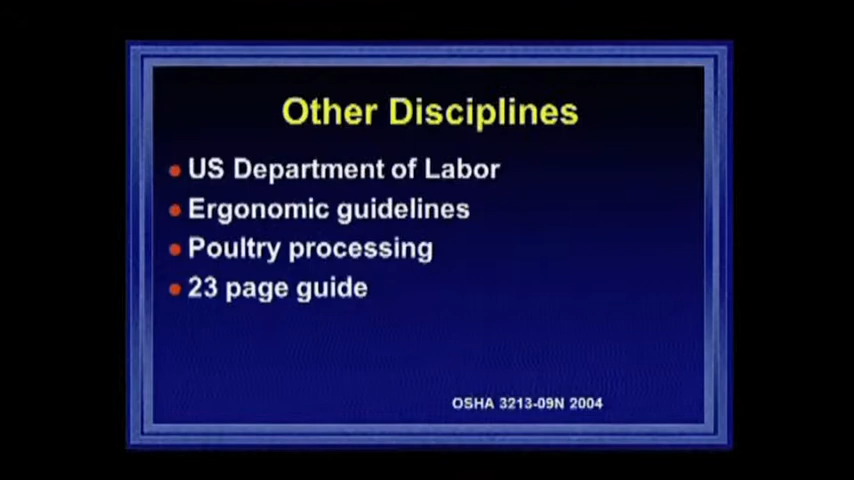 Other Disciplines
• US Department of Labor
• Ergonomic guidelines
• Poultry processing
• 23 page guide
OSHA 3213-09N 2004